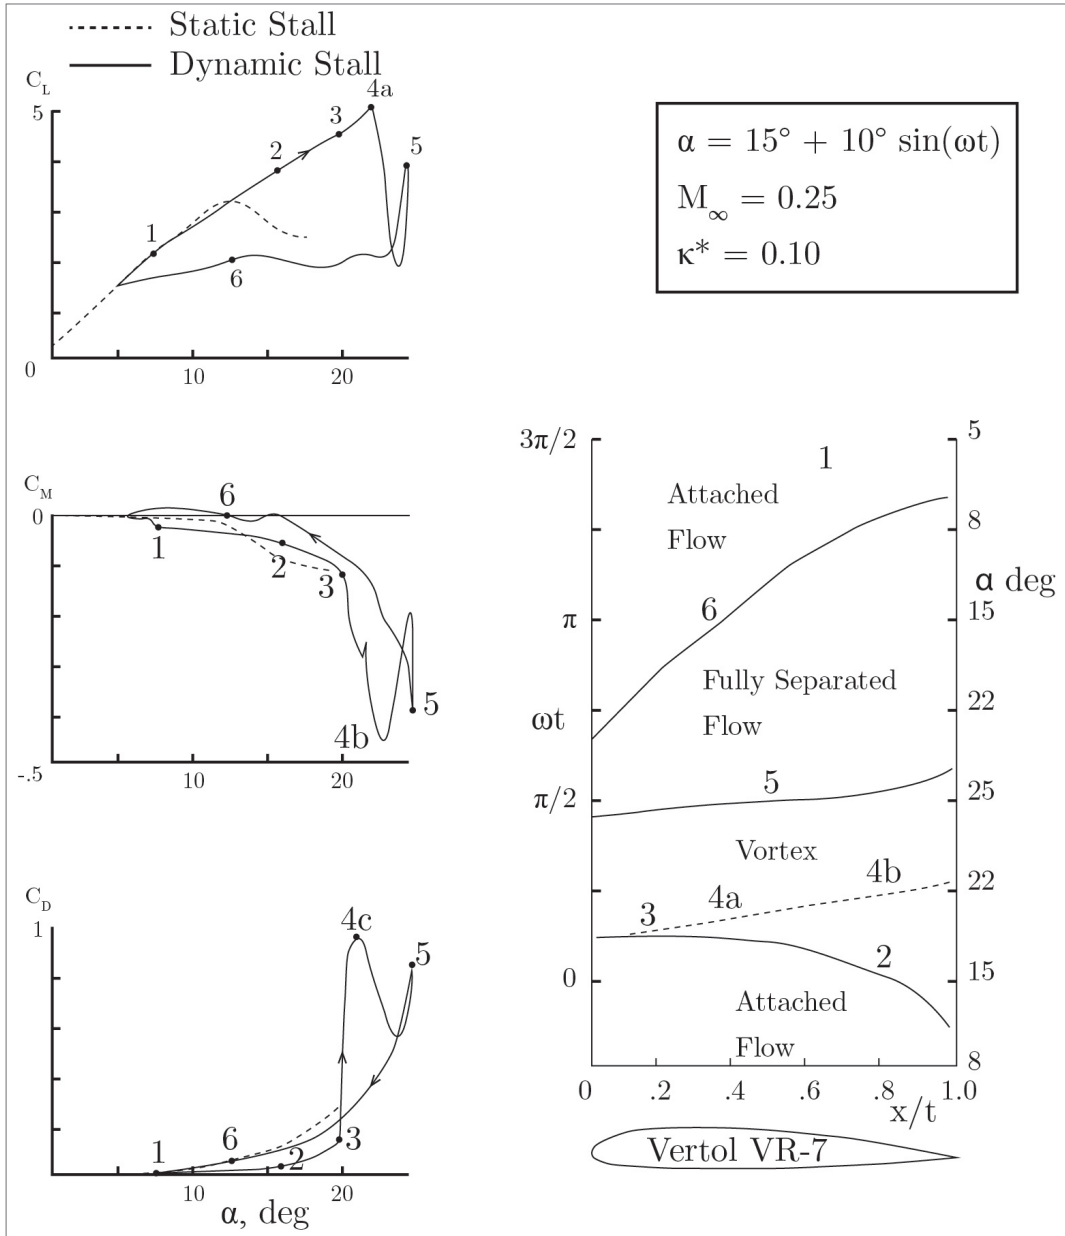 Static Stall
Dynamic Stall
C_L
5
0
10
20
1
2
3
4a
5
6
α = 15° + 10° sin(ωt)
M_∞ = 0.25
κ* = 0.10
C_M
0
-.5
10
20
1
2
3
4b
5
6
C_D
1
10
20
1
2
3
4c
5
6
α, deg
3π/2
π
ωt
π/2
0
5
8
α deg
15
22
25
22
15
8
1
Attached
Flow
6
Fully Separated
Flow
5
Vortex
4b
4a
3
2
Attached
Flow
0
.2
.4
.6
.8
1.0
x/t
Vertol VR-7